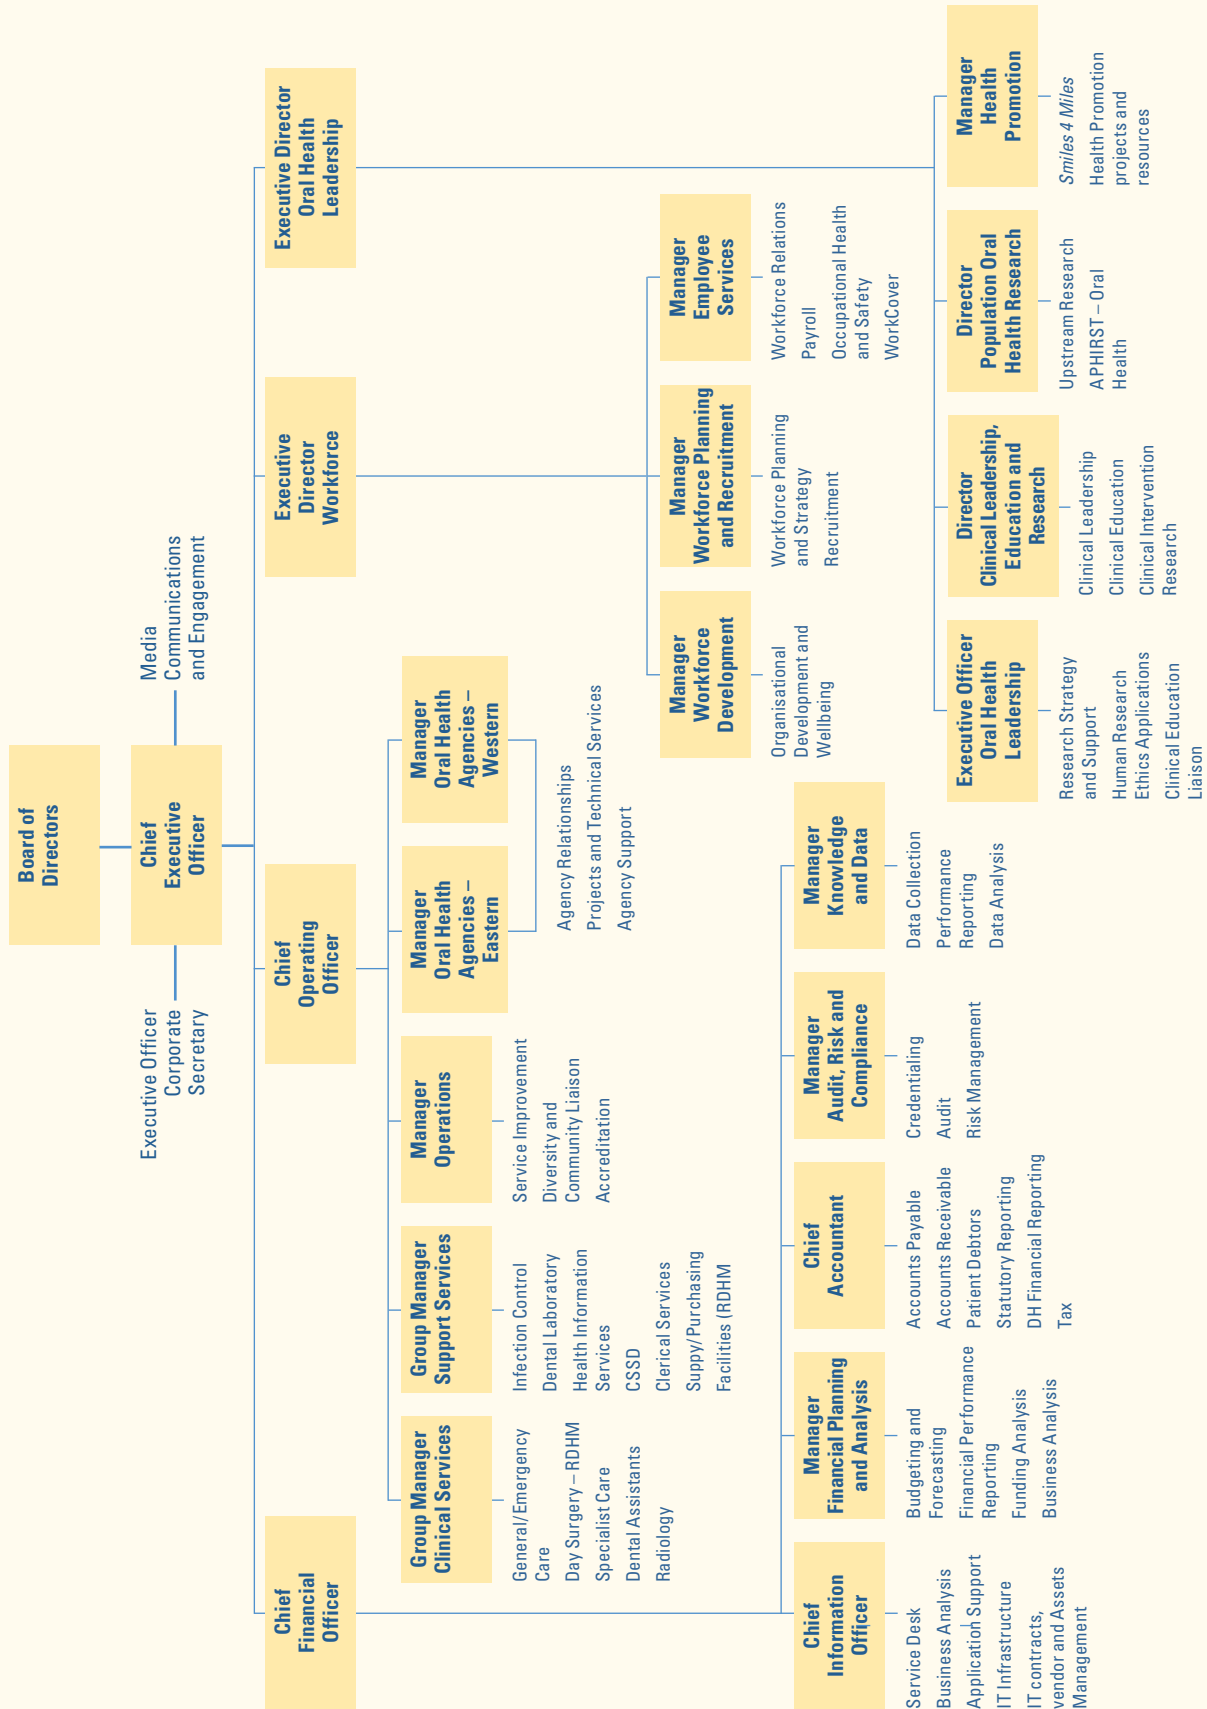 Board of
Directors
Executive Officer
Corporate
Secretary
Chief
Executive
Officer
Media
Communications
and Engagement
Chief
Financial
Officer
Chief
Operating
Officer
Executive
Director
Workforce
Executive Director
Oral Health
Leadership
Group Manager
Clinical Services
General/Emergency
Care
Day Surgery – RDHM
Specialist Care
Dental Assistants
Radiology
Group Manager
Support Services
Infection Control
Dental Laboratory
Health Information
Services
CSSD
Clerical Services
Suppy/Purchasing
Facilities (RDHM
Manager
Operations
Service Improvement
Diversity and
Community Liaison
Accreditation
Manager
Oral Health
Agencies –
Eastern
Manager
Oral Health
Agencies –
Western
Agency Relationships
Projects and Technical Services
Agency Support
Manager
Workforce
Development
Organisational
Development and
Wellbeing
Manager
Workforce Planning
and Recruitment
Workforce Planning
and Strategy
Recruitment
Manager
Employee
Services
Workforce Relations
Payroll
Occupational Health
and Safety
WorkCover
Chief
Information
Officer
Service Desk
Business Analysis
Application Support
IT Infrastructure
IT contracts,
vendor and Assets
Management
Manager
Financial Planning
and Analysis
Budgeting and
Forecasting
Financial Performance
Reporting
Funding Analysis
Business Analysis
Chief
Accountant
Accounts Payable
Accounts Receivable
Patient Debtors
Statutory Reporting
DH Financial Reporting
Tax
Manager
Audit, Risk and
Compliance
Credentialing
Audit
Risk Management
Manager
Knowledge
and Data
Data Collection
Performance
Reporting
Data Analysis
Executive Officer
Oral Health
Leadership
Research Strategy
and Support
Human Research
Ethics Applications
Clinical Education
Liaison
Director
Clinical Leadership,
Education and
Research
Clinical Leadership
Clinical Education
Clinical Intervention
Research
Director
Population Oral
Health Research
Upstream Research
APHIRST – Oral
Health
Manager
Health
Promotion
Smiles 4 Miles
Health Promotion
projects and
resources